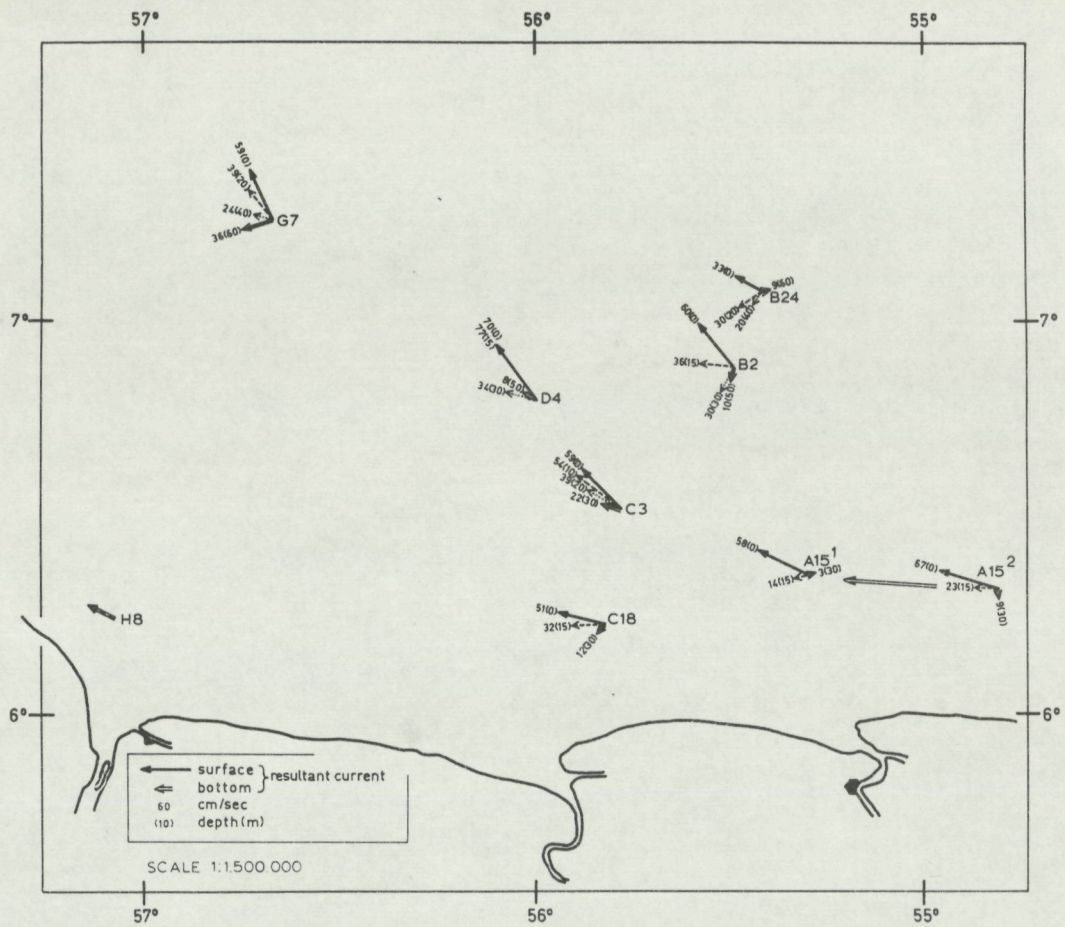 57° 56° 55°
59(0)
39(20)
24(40)
36(60)
G7
33(0)
9(60)
B24
30(20)
20(40)
7° 7°
60(0)
36(15)
B2
30(30)
10(50)
70(0)
77(15)
8(50)
34(30)
D4
59(0)
54(10)
39(20)
22(30)
C3
58(0)
A15¹
14(15)
3(30)
67(0)
A15²
23(15)
9(30)
H8
51(0)
C18
32(15)
12(30)
6° 6°
surface
bottom
resultant current
60 cm/sec
(10) depth(m)
SCALE 1:1.500.000
57° 56° 55°